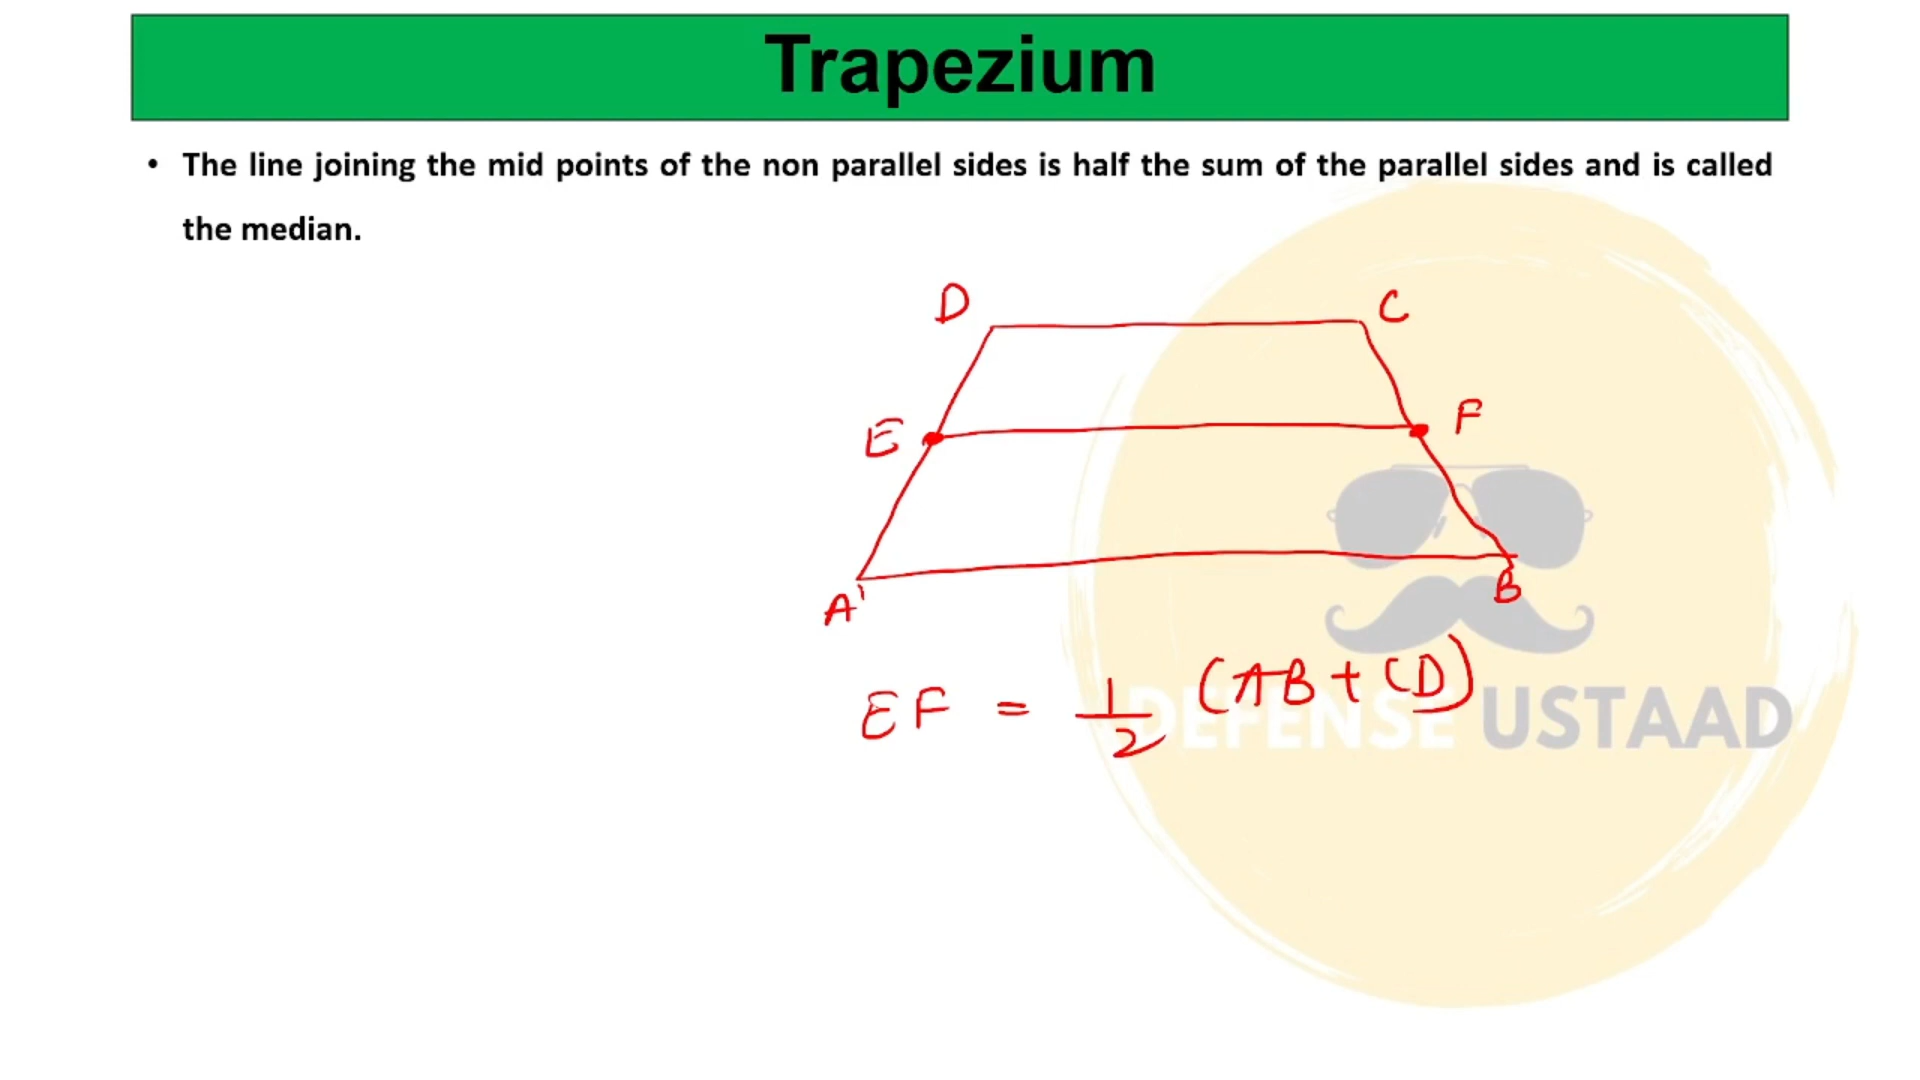 Trapezium
• The line joining the mid points of the non parallel sides is half the sum of the parallel sides and is called
the median.
D C
E F
A' B
EF = 1/2 (AB + CD)
DEFENSE USTAAD